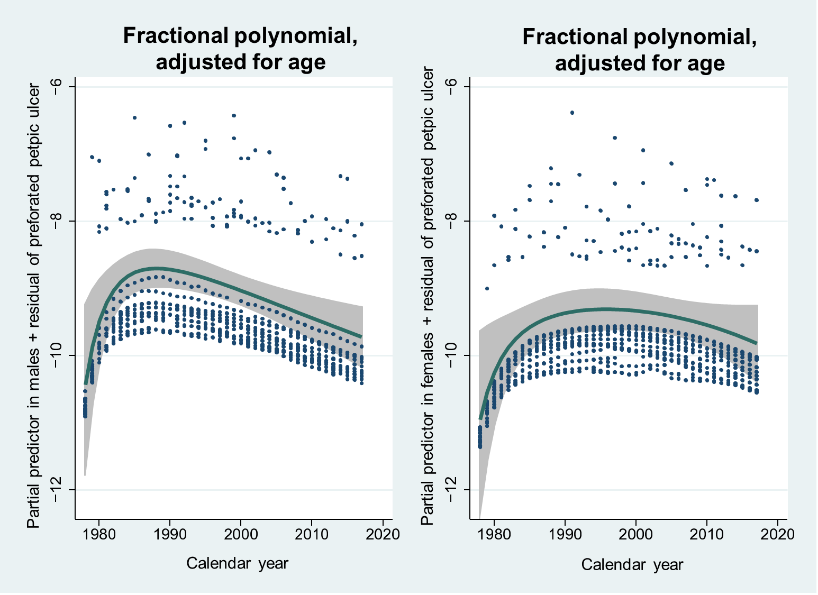 Fractional polynomial,
adjusted for age
Partial predictor in males + residual of preforated petpic ulcer
−6
−8
−10
−12
1980
1990
2000
2010
2020
Calendar year
Fractional polynomial,
adjusted for age
Partial predictor in females + residual of preforated petpic ulcer
−6
−8
−10
−12
1980
1990
2000
2010
2020
Calendar year